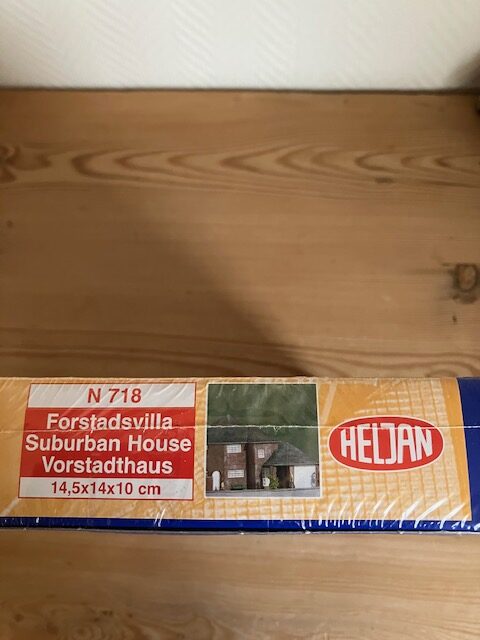 N 718
Forstadsvilla
Suburban House
Vorstadthaus
14,5x14x10 cm
HELJAN